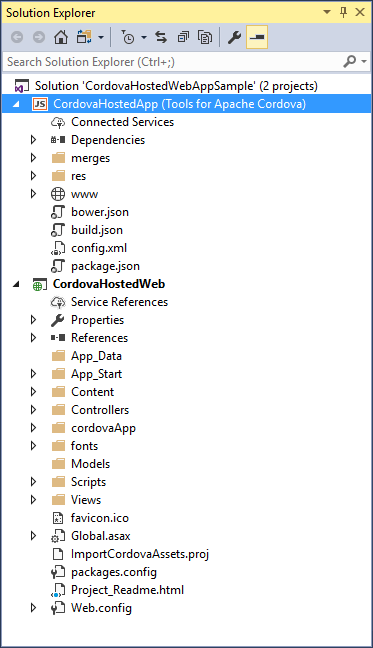 Solution Explorer
Search Solution Explorer (Ctrl+;)
Solution 'CordovaHostedWebAppSample' (2 projects)
JS CordovaHostedApp (Tools for Apache Cordova)
Connected Services
Dependencies
merges
res
www
bower.json
build.json
config.xml
package.json
CordovaHostedWeb
Service References
Properties
References
App_Data
App_Start
Content
Controllers
cordovaApp
fonts
Models
Scripts
Views
favicon.ico
Global.asax
ImportCordovaAssets.proj
packages.config
Project_Readme.html
Web.config